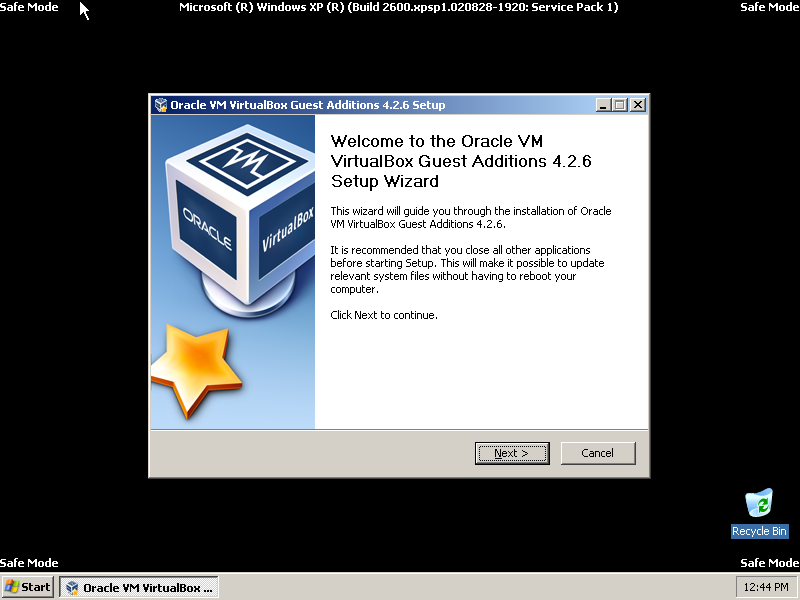 Safe Mode
Microsoft (R) Windows XP (R) (Build 2600.xpsp1.020828-1920: Service Pack 1)
Safe Mode
Oracle VM VirtualBox Guest Additions 4.2.6 Setup
Welcome to the Oracle VM
VirtualBox Guest Additions 4.2.6
Setup Wizard
This wizard will guide you through the installation of Oracle
VM VirtualBox Guest Additions 4.2.6.
It is recommended that you close all other applications
before starting Setup. This will make it possible to update
relevant system files without having to reboot your
computer.
Click Next to continue.
ORACLE
VirtualBox
Next >
Cancel
Recycle Bin
Safe Mode
Safe Mode
Start
Oracle VM VirtualBox ...
12:44 PM